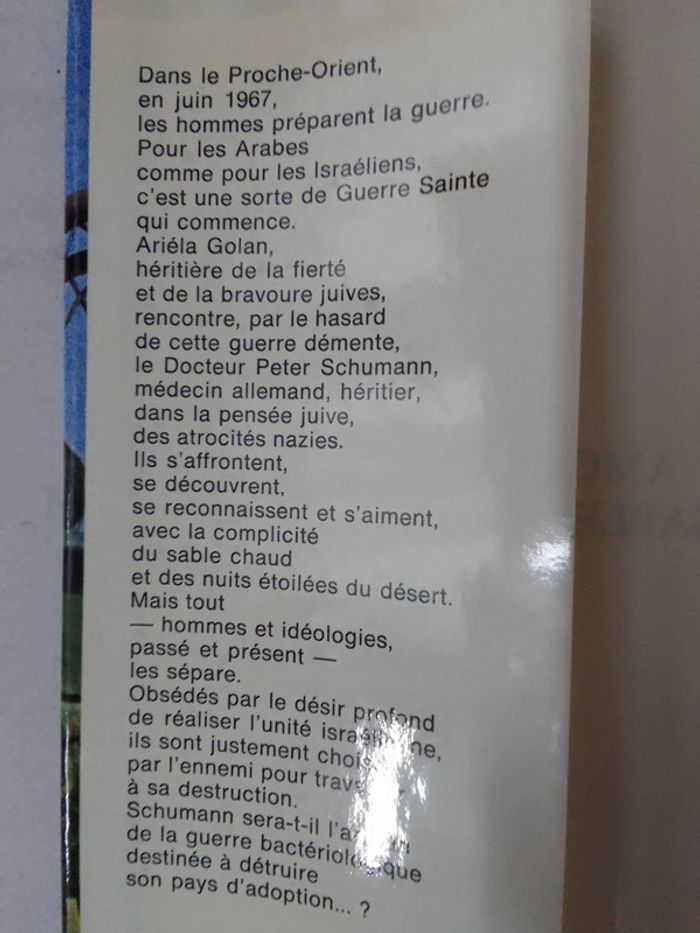 Dans le Proche-Orient,
en juin 1967,
les hommes préparent la guerre.
Pour les Arabes
comme pour les Israéliens,
c'est une sorte de Guerre Sainte
qui commence.
Ariéla Golan,
héritière de la fierté
et de la bravoure juives,
rencontre, par le hasard
de cette guerre démente,
le Docteur Peter Schumann,
médecin allemand, héritier,
dans la pensée juive,
des atrocités nazies.
Ils s'affrontent,
se découvrent,
se reconnaissent et s'aiment,
avec la complicité
du sable chaud
et des nuits étoilées du désert.
Mais tout
— hommes et idéologies,
passé et présent —
les sépare.
Obsédés par le désir profond
de réaliser l'unité israélienne,
ils sont justement
par l'ennemi pour
à sa destruction.
Schumann sera-t-il
de la guerre bactériologique
destinée à détruire
son pays d'adoption... ?